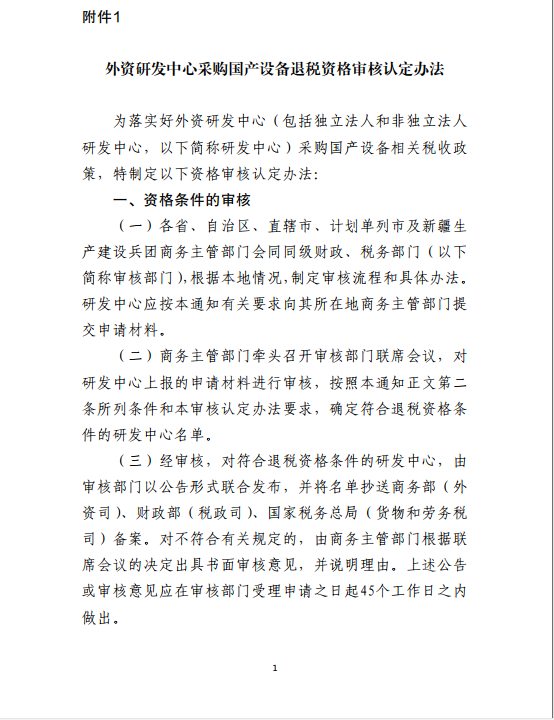 附件1
外资研发中心采购国产设备退税资格审核认定办法
为落实好外资研发中心（包括独立法人和非独立法人
研发中心，以下简称研发中心）采购国产设备相关税收政
策，特制定以下资格审核认定办法：
一、资格条件的审核
（一）各省、自治区、直辖市、计划单列市及新疆生
产建设兵团商务主管部门会同同级财政、税务部门（以下
简称审核部门），根据本地情况，制定审核流程和具体办法。
研发中心应按本通知有关要求向其所在地商务主管部门提
交申请材料。
（二）商务主管部门牵头召开审核部门联席会议，对
研发中心上报的申请材料进行审核，按照本通知正文第二
条所列条件和本审核认定办法要求，确定符合退税资格条
件的研发中心名单。
（三）经审核，对符合退税资格条件的研发中心，由
审核部门以公告形式联合发布，并将名单抄送商务部（外
资司）、财政部（税政司）、国家税务总局（货物和劳务税
司）备案。对不符合有关规定的，由商务主管部门根据联
席会议的决定出具书面审核意见，并说明理由。上述公告
或审核意见应在审核部门受理申请之日起45个工作日之内
做出。
1